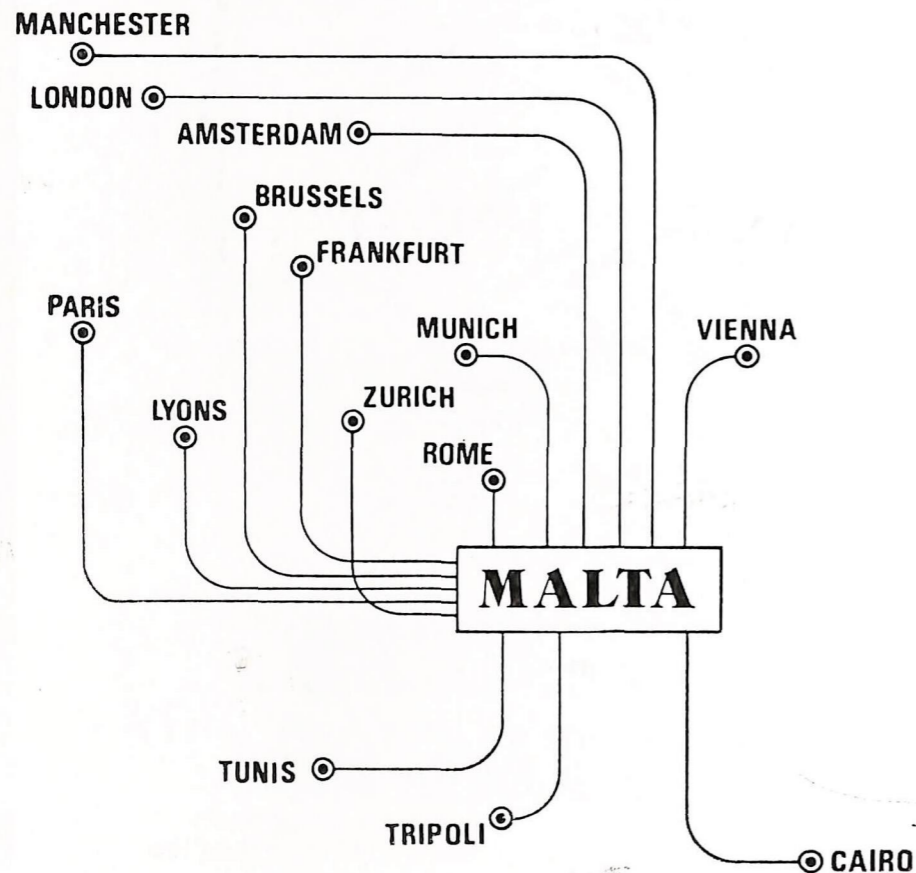 MANCHESTER
LONDON
AMSTERDAM
BRUSSELS
FRANKFURT
PARIS
MUNICH
VIENNA
LYONS
ZURICH
ROME
MALTA
TUNIS
TRIPOLI
CAIRO